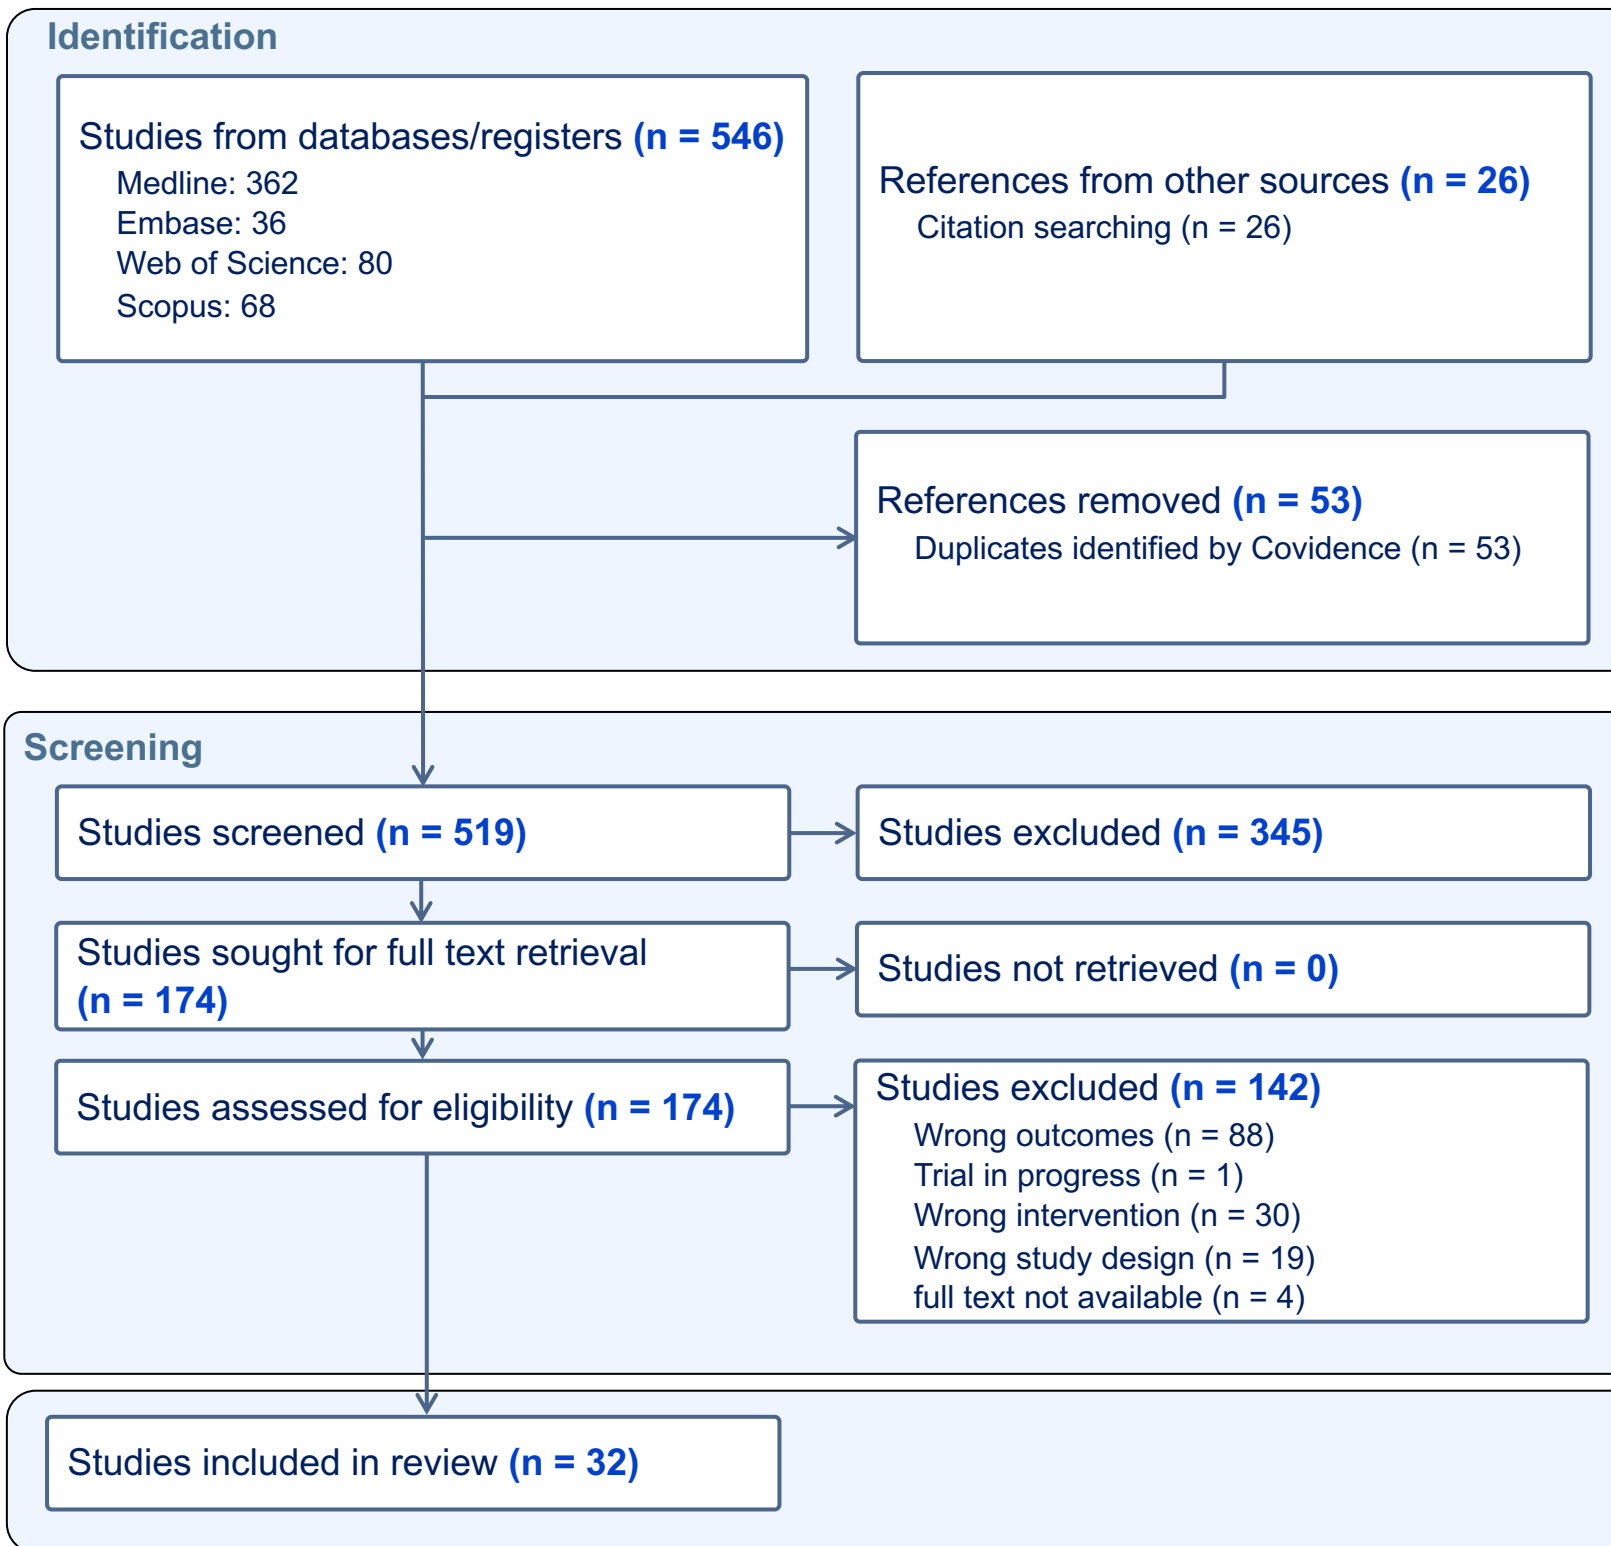 Identification
Studies from databases/registers (n = 546)
Medline: 362
Embase: 36
Web of Science: 80
Scopus: 68
References from other sources (n = 26)
Citation searching (n = 26)
References removed (n = 53)
Duplicates identified by Covidence (n = 53)
Screening
Studies screened (n = 519)
Studies excluded (n = 345)
Studies sought for full text retrieval
(n = 174)
Studies not retrieved (n = 0)
Studies assessed for eligibility (n = 174)
Studies excluded (n = 142)
Wrong outcomes (n = 88)
Trial in progress (n = 1)
Wrong intervention (n = 30)
Wrong study design (n = 19)
full text not available (n = 4)
Studies included in review (n = 32)